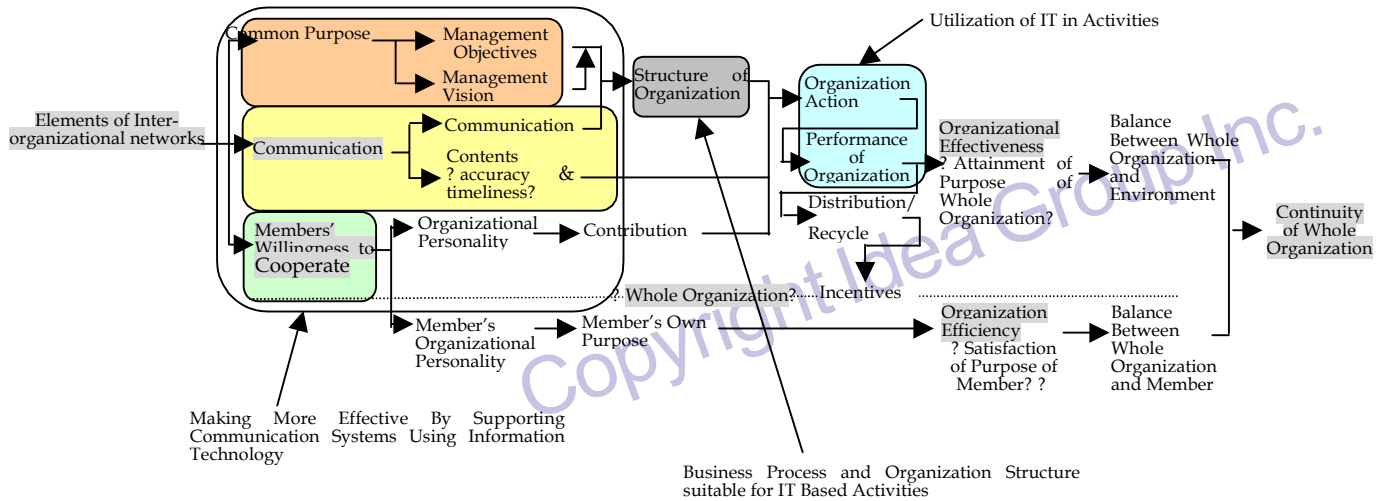 Utilization of IT in Activities
Common Purpose
Management
Objectives
Management
Vision
Structure of
Organization
Organization
Action
Performance of
of
Organization
Elements of Inter-
organizational networks
Communication
Communication
Contents
? accuracy &
timeliness?
Organizational
Effectiveness
? Attainment of
Purpose of
Whole
Organization?
Balance
Between Whole
Organization
and
Environment
Members'
Willingness to
Cooperate
Organizational
Personality
Contribution
Distribution/
Recycle
Incentives
Continuity
of Whole
Organization
? Whole Organization?
Member's
Organizational
Personality
Member's Own
Purpose
Organization
Efficiency
? Satisfaction
of Purpose of
Member? ?
Balance
Between
Whole
Organization
and Member
Making More Effective By Supporting
Communication Systems Using Information
Technology
Business Process and Organization Structure
suitable for IT Based Activities
Copyright Idea Group Inc.